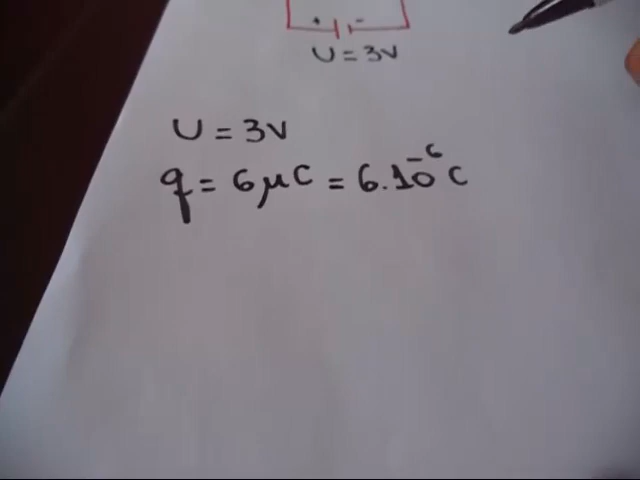 + -
U = 3V
U = 3V
q = 6μC = 6.10⁻⁶ C